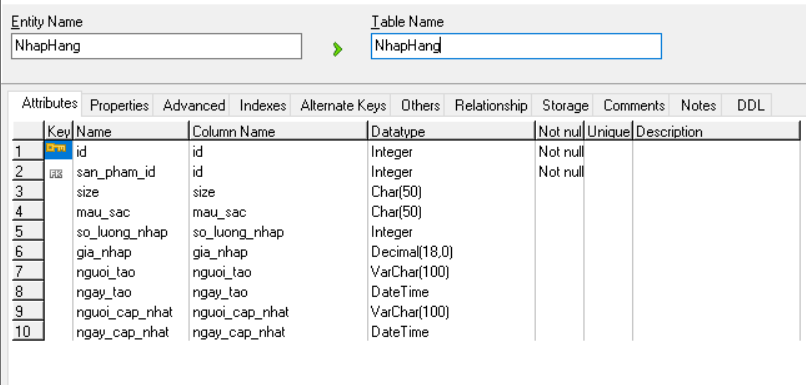 Entity Name Table Name
NhapHang NhapHang
Attributes Properties Advanced Indexes Alternate Keys Others Relationship Storage Comments Notes DDL
Key Name Column Name Datatype Not nul Unique Description
1 id id Integer Not null
2 FK san_pham_id id Integer Not null
3 size size Char(50)
4 mau_sac mau_sac Char(50)
5 so_luong_nhap so_luong_nhap Integer
6 gia_nhap gia_nhap Decimal(18,0)
7 nguoi_tao nguoi_tao VarChar(100)
8 ngay_tao ngay_tao DateTime
9 nguoi_cap_nhat nguoi_cap_nhat VarChar(100)
10 ngay_cap_nhat ngay_cap_nhat DateTime